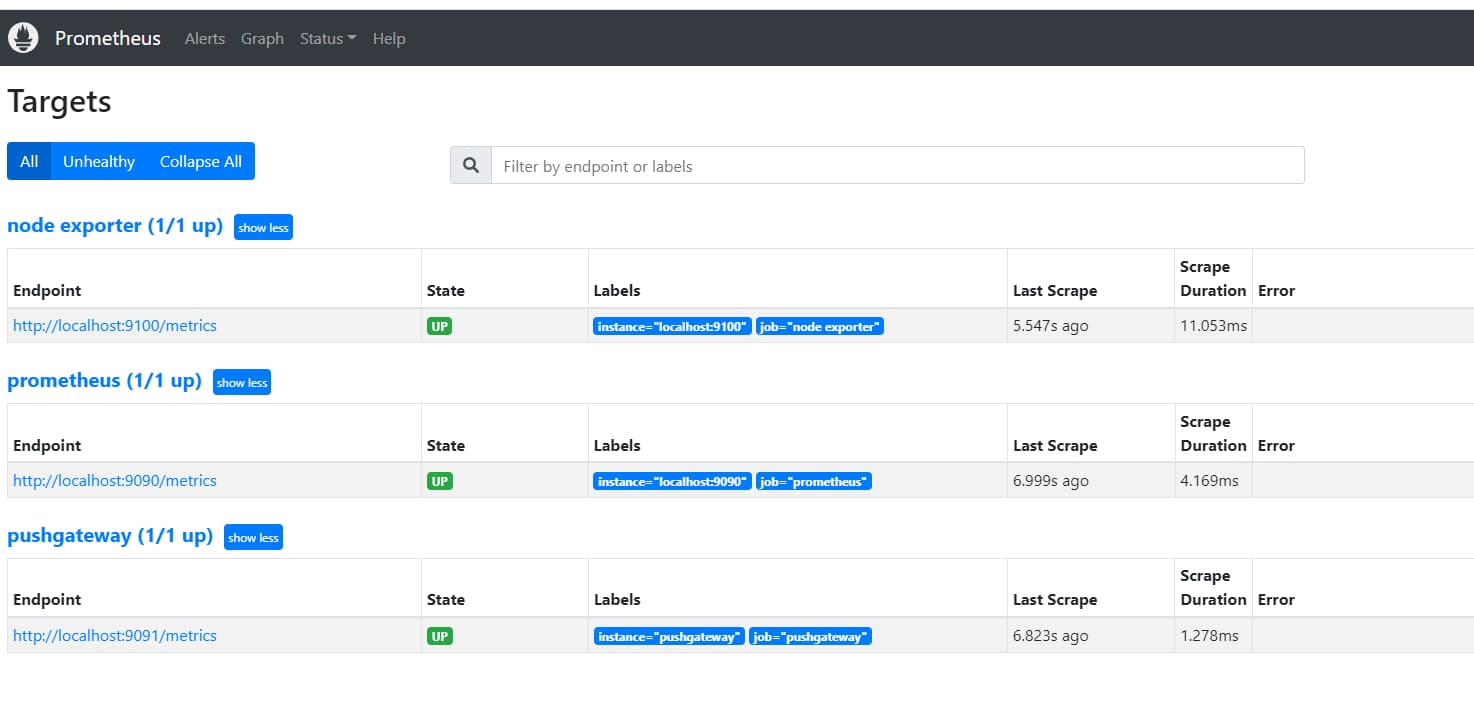 Prometheus Alerts Graph Status Help
Targets
All Unhealthy Collapse All
Filter by endpoint or labels
node exporter (1/1 up) show less
Endpoint State Labels Last Scrape Scrape Duration Error
http://localhost:9100/metrics UP instance="localhost:9100" job="node exporter" 5.547s ago 11.053ms
prometheus (1/1 up) show less
Endpoint State Labels Last Scrape Scrape Duration Error
http://localhost:9090/metrics UP instance="localhost:9090" job="prometheus" 6.999s ago 4.169ms
pushgateway (1/1 up) show less
Endpoint State Labels Last Scrape Scrape Duration Error
http://localhost:9091/metrics UP instance="pushgateway" job="pushgateway" 6.823s ago 1.278ms